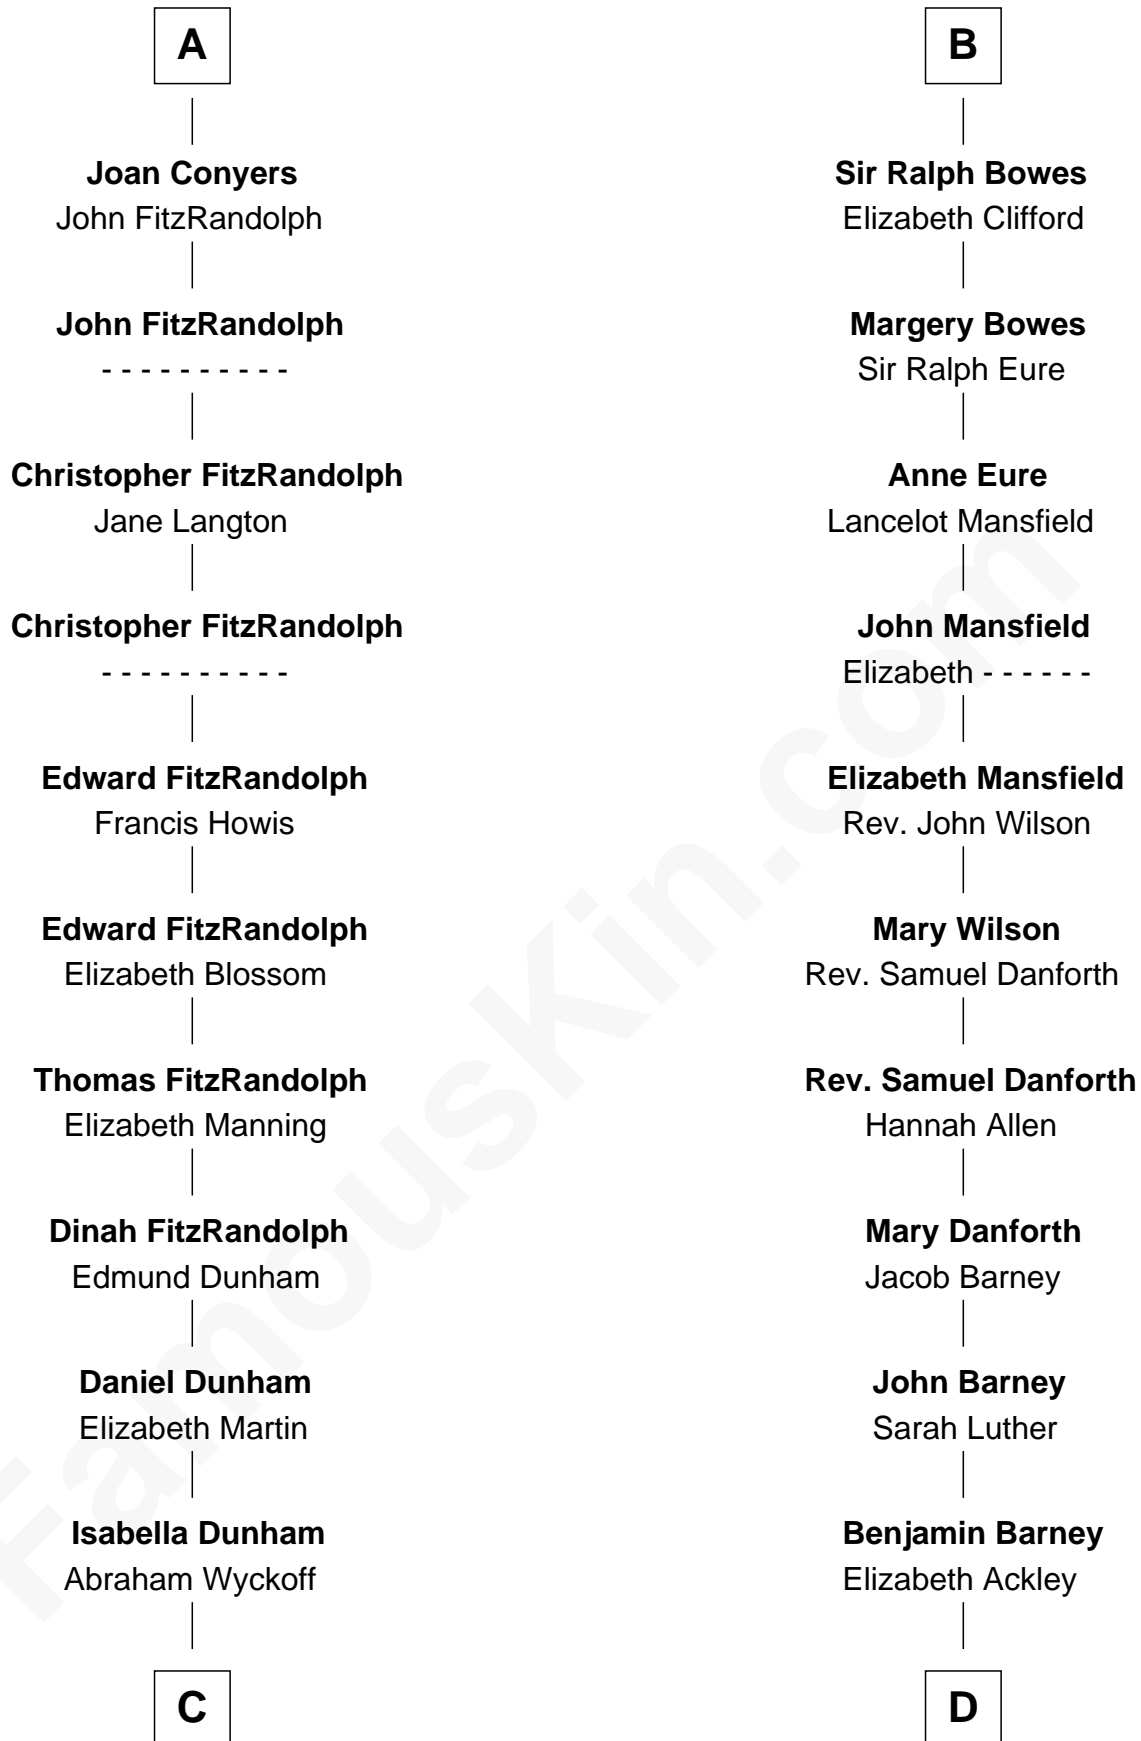 A
Joan Conyers
John FitzRandolph
John FitzRandolph
- - - - - - - - - -
Christopher FitzRandolph
Jane Langton
Christopher FitzRandolph
- - - - - - - - - -
Edward FitzRandolph
Francis Howis
Edward FitzRandolph
Elizabeth Blossom
Thomas FitzRandolph
Elizabeth Manning
Dinah FitzRandolph
Edmund Dunham
Daniel Dunham
Elizabeth Martin
Isabella Dunham
Abraham Wyckoff
C
B
Sir Ralph Bowes
Elizabeth Clifford
Margery Bowes
Sir Ralph Eure
Anne Eure
Lancelot Mansfield
John Mansfield
Elizabeth - - - - - -
Elizabeth Mansfield
Rev. John Wilson
Mary Wilson
Rev. Samuel Danforth
Rev. Samuel Danforth
Hannah Allen
Mary Danforth
Jacob Barney
John Barney
Sarah Luther
Benjamin Barney
Elizabeth Ackley
D
FamousKin.com